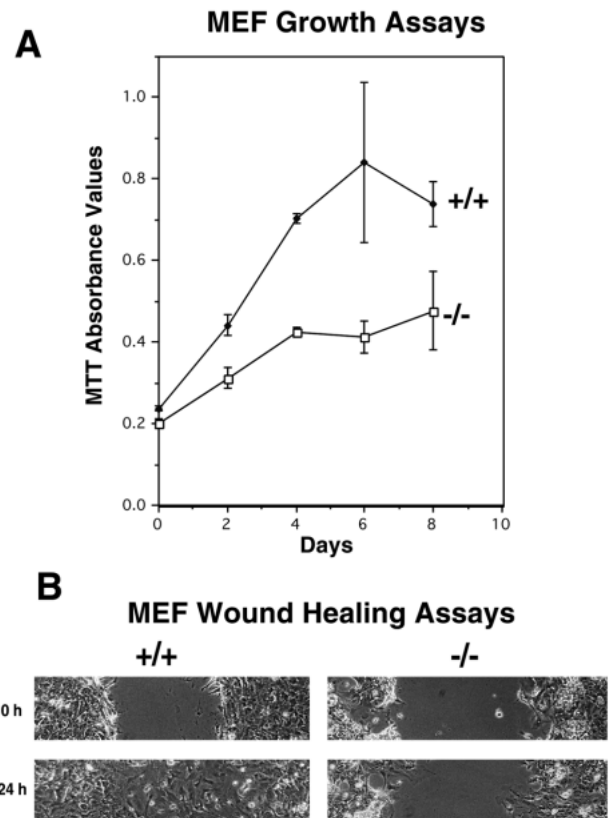 MEF Growth Assays
A
MTT Absorbance Values
1.0
0.8
0.6
0.4
0.2
0.0
+/+
-/-
0 2 4 6 8 10
Days
B
MEF Wound Healing Assays
+/+ -/-
0 h
24 h